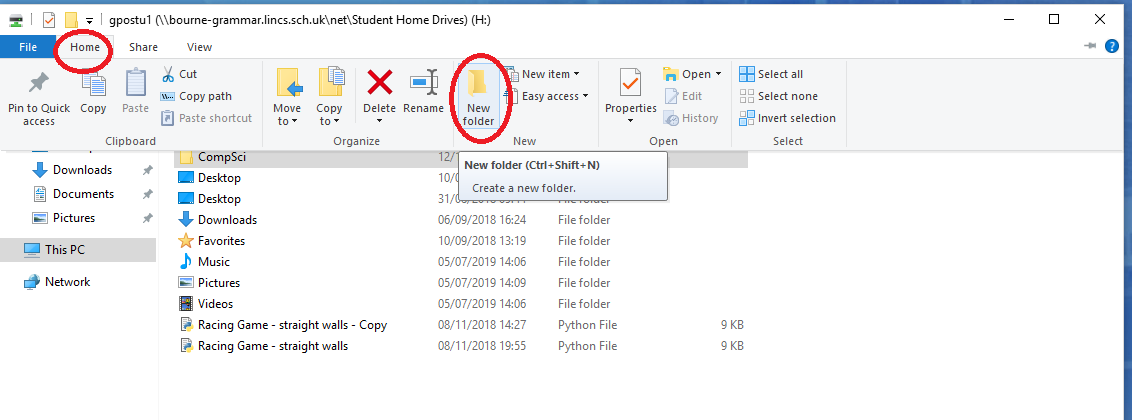 gpostu1 (\\bourne-grammar.lincs.sch.uk\net\Student Home Drives) (H:)
File Home Share View
Pin to Quick access
Copy
Paste
Cut
Copy path
Paste shortcut
Clipboard
Move to
Copy to
Delete
Rename
Organize
New folder
New item
Easy access
New
Properties
Open
Edit
History
Open
Select all
Select none
Invert selection
Select
New folder (Ctrl+Shift+N)
Create a new folder.
Downloads
Documents
Pictures
This PC
Network
CompSci 12/
Desktop 10/0
Desktop 31/
Downloads 06/09/2018 16:24 File folder
Favorites 10/09/2018 13:19 File folder
Music 05/07/2019 14:06 File folder
Pictures 05/07/2019 14:09 File folder
Videos 05/07/2019 14:06 File folder
Racing Game - straight walls - Copy 08/11/2018 14:27 Python File 9 KB
Racing Game - straight walls 08/11/2018 19:55 Python File 9 KB